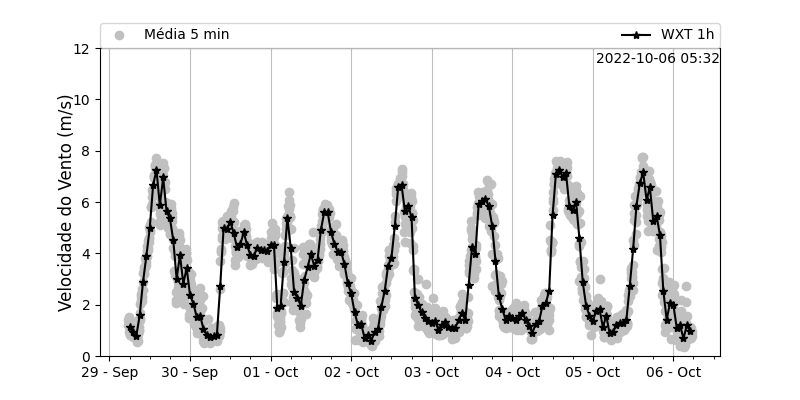 Média 5 min
WXT 1h
2022-10-06 05:32
Velocidade do Vento (m/s)
12
10
8
6
4
2
0
29 - Sep
30 - Sep
01 - Oct
02 - Oct
03 - Oct
04 - Oct
05 - Oct
06 - Oct